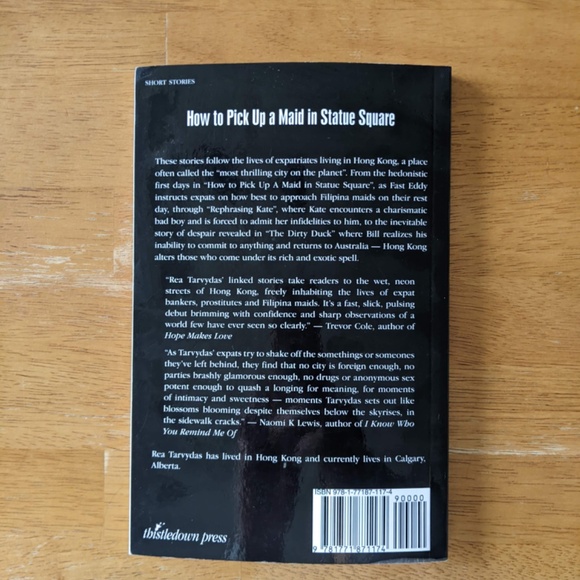 SHORT STORIES
How to Pick Up a Maid in Statue Square
These stories follow the lives of expatriates living in Hong Kong, a place
often called the "most thrilling city on the planet". From the hedonistic
first days in "How to Pick Up A Maid in Statue Square", as Fast Eddy
instructs expats on how best to approach Filipina maids on their rest
day, through "Rephrasing Kate", where Kate encounters a charismatic
bad boy and is forced to admit her infidelities to him, to the inevitable
story of despair revealed in "The Dirty Duck" where Bill realizes his
inability to commit to anything and returns to Australia — Hong Kong
alters those who come under its rich and exotic spell.
"Rea Tarvydas' linked stories take readers to the wet, neon
streets of Hong Kong, freely inhabiting the lives of expat
bankers, prostitutes and Filipina maids. It's a fast, slick, pulsing
debut brimming with confidence and sharp observations of a
world few have ever seen so clearly." — Trevor Cole, author of
Hope Makes Love
"As Tarvydas' expats try to shake off the somethings or someones
they've left behind, they find that no city is foreign enough, no
parties brashly glamorous enough, no drugs or anonymous sex
potent enough to quash a longing for meaning, for moments
of intimacy and sweetness — moments Tarvydas sets out like
blossoms blooming despite themselves below the skyrises, in
the sidewalk cracks." — Naomi K Lewis, author of I Know Who
You Remind Me Of
Rea Tarvydas has lived in Hong Kong and currently lives in Calgary,
Alberta.
ISBN 978-1-77187-117-4
90000
9 781771 871174
thistledown press